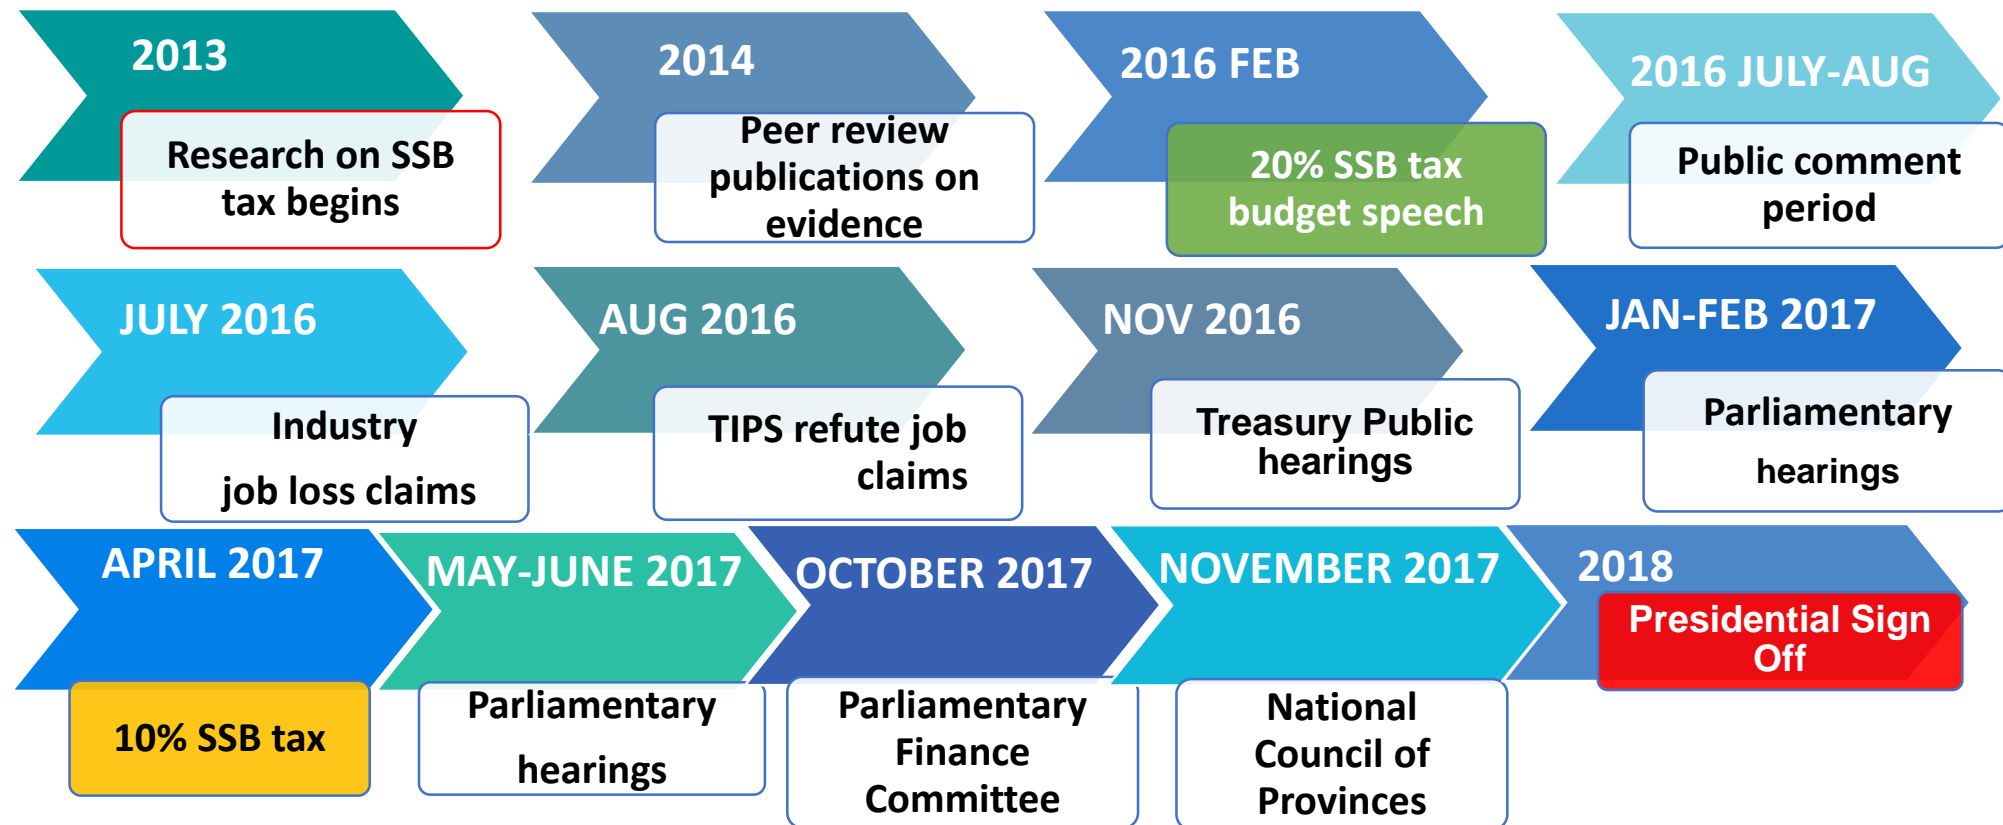 2013
Research on SSB
tax begins
2014
Peer review
publications on
evidence
2016 FEB
20% SSB tax
budget speech
2016 JULY-AUG
Public comment
period
JULY 2016
Industry
job loss claims
AUG 2016
TIPS refute job
claims
NOV 2016
Treasury Public
hearings
JAN-FEB 2017
Parliamentary
hearings
APRIL 2017
10% SSB tax
MAY-JUNE 2017
Parliamentary
hearings
OCTOBER 2017
Parliamentary
Finance
Committee
NOVEMBER 2017
National
Council of
Provinces
2018
Presidential Sign
Off